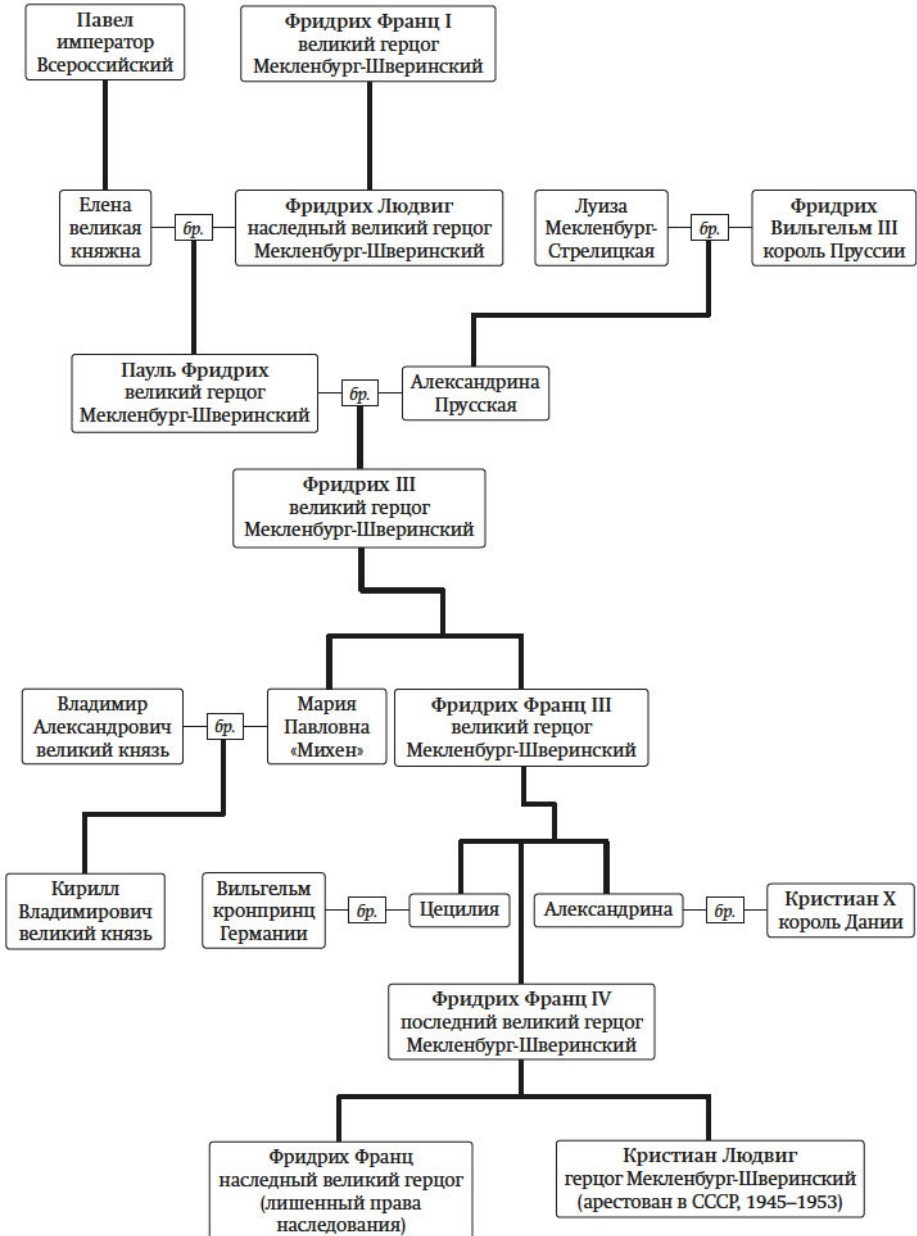 Павел
император
Всероссийский
Фридрих Франц I
великий герцог
Мекленбург-Шверинский
Елена
великая
княжна
бр.
Фридрих Людвиг
наследный великий герцог
Мекленбург-Шверинский
Луиза
Мекленбург-
Стрелицкая
бр.
Фридрих
Вильгельм III
король Пруссии
Пауль Фридрих
великий герцог
Мекленбург-Шверинский
бр.
Александрина
Прусская
Фридрих III
великий герцог
Мекленбург-Шверинский
Владимир
Александрович
великий князь
бр.
Мария
Павловна
«Михен»
Фридрих Франц III
великий герцог
Мекленбург-Шверинский
Кирилл
Владимирович
великий князь
Вильгельм
кронпринц
Германии
бр.
Цецилия
Александрина
бр.
Кристиан X
король Дании
Фридрих Франц IV
последний великий герцог
Мекленбург-Шверинский
Фридрих Франц
наследный великий герцог
(лишенный права
наследования)
Кристиан Людвиг
герцог Мекленбург-Шверинский
(арестован в СССР, 1945–1953)